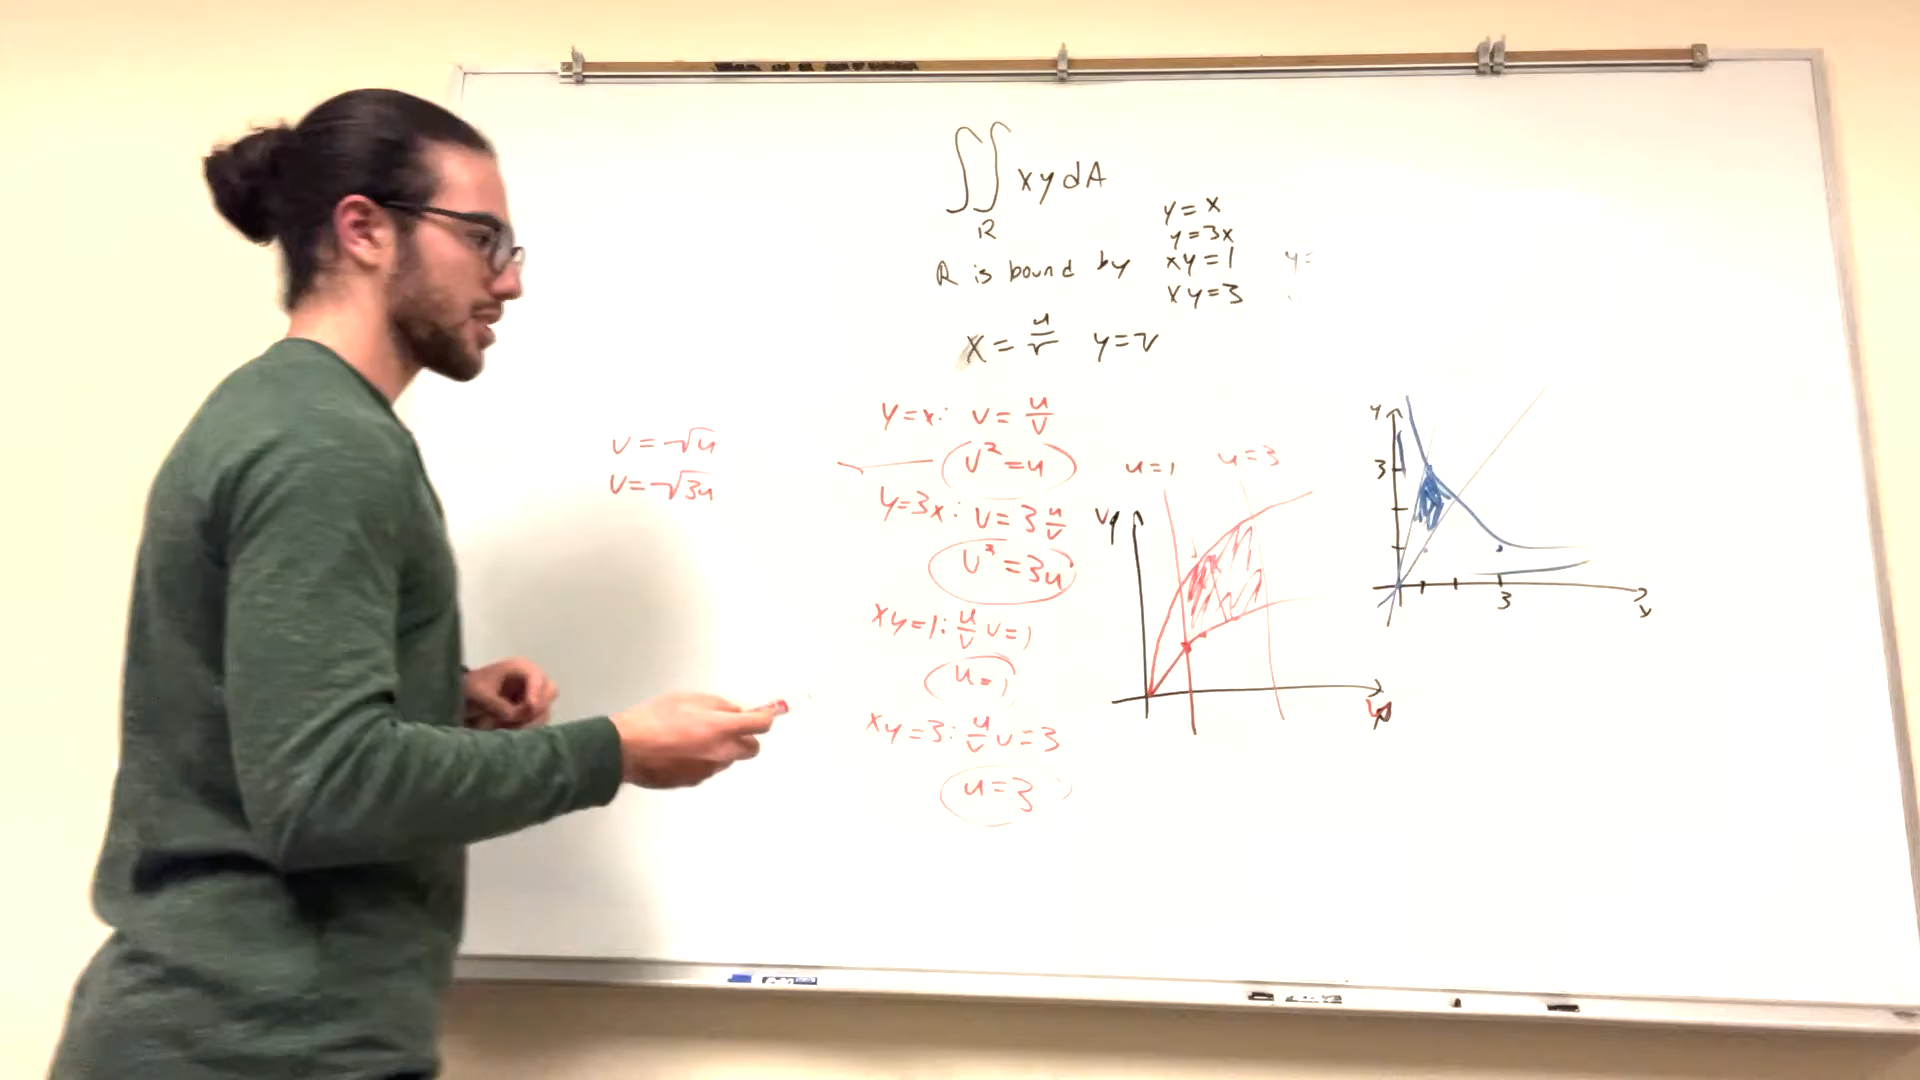 ∬ xy dA
R
R is bound by
y = x
y = 3x
xy = 1 y =
xy = 3
x = u/v y = v
v = √u
v = √3u
y=x: v = u/v
v² = u
y=3x: v = 3 u/v
v² = 3u
xy=1: u/v v = 1
u=1
xy=3: u/v v = 3
u=3
u=1 u=3
v y
y
3
3
x